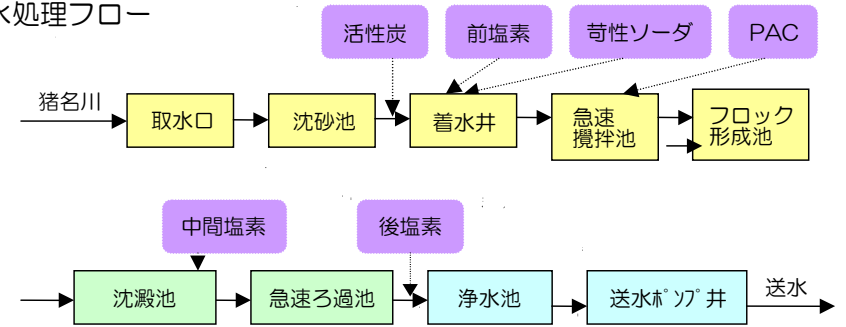 水処理フロー
活性炭
前塩素
苛性ソーダ
PAC
猪名川
取水口
沈砂池
着水井
急速
攪拌池
フロック
形成池
中間塩素
後塩素
沈澱池
急速ろ過池
浄水池
送水ﾎﾟﾝﾌﾟ井
送水